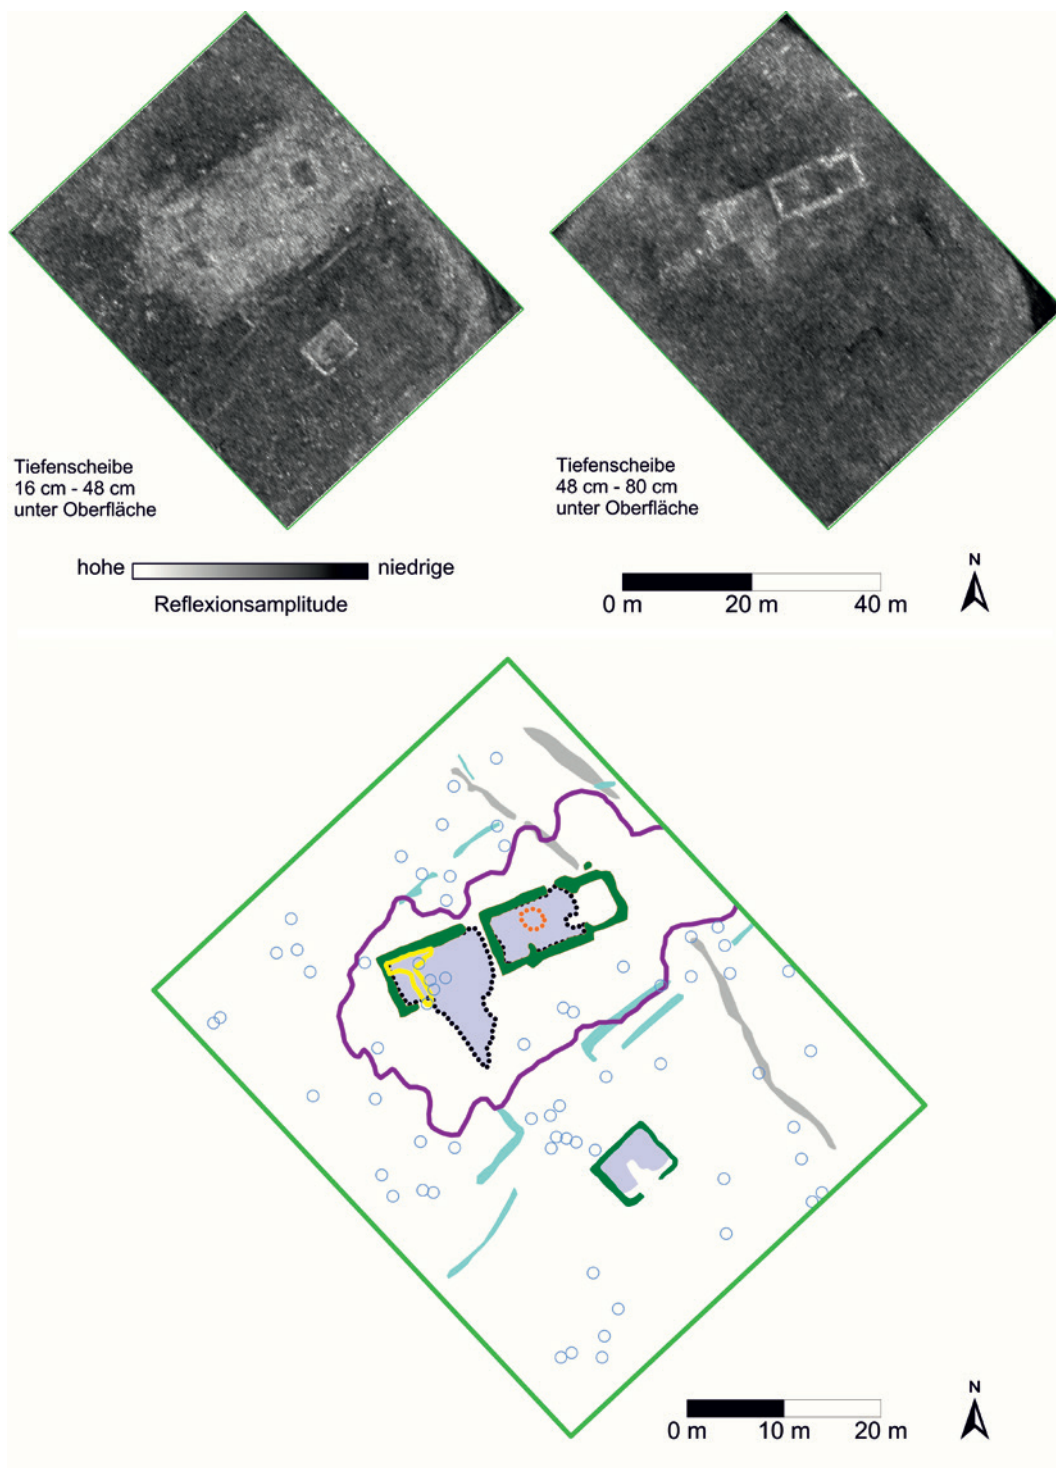 Tiefenscheibe
16 cm - 48 cm
unter Oberfläche
Tiefenscheibe
48 cm - 80 cm
unter Oberfläche
hohe niedrige
Reflexionsamplitude
N
0 m 20 m 40 m
N
0 m 10 m 20 m